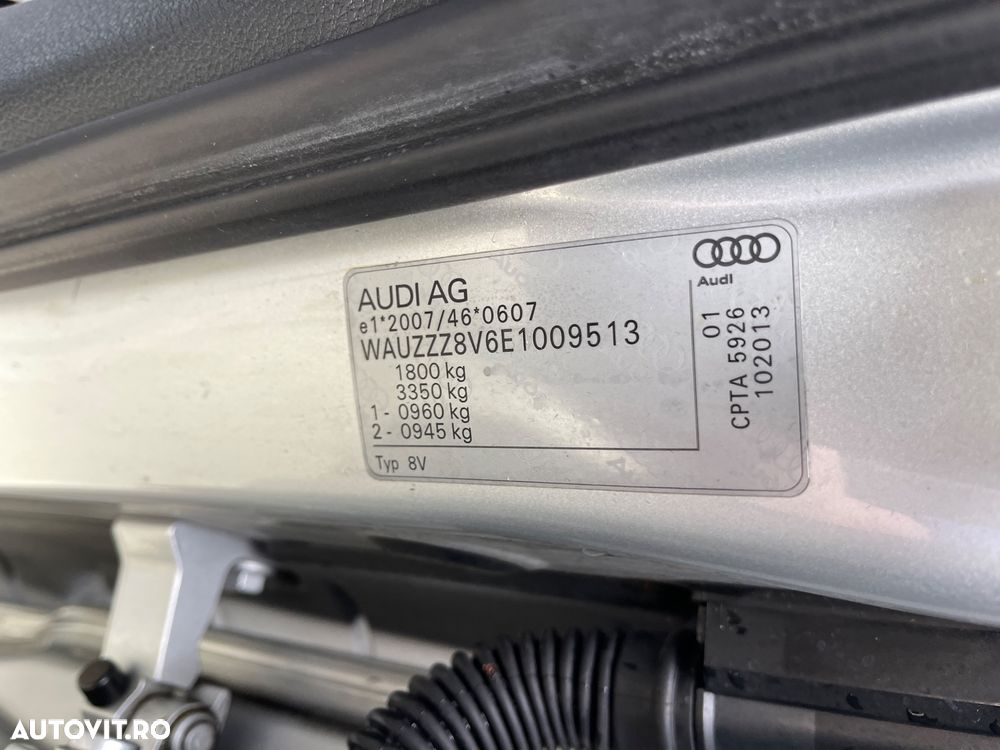 AUDI AG
e1*2007/46*0607
WAUZZZ8V6E1009513
1800 kg
3350 kg
1- 0960 kg
2- 0945 kg
Typ 8V
Audi
01
CPTA 5926
102013
AUTOVIT.RO